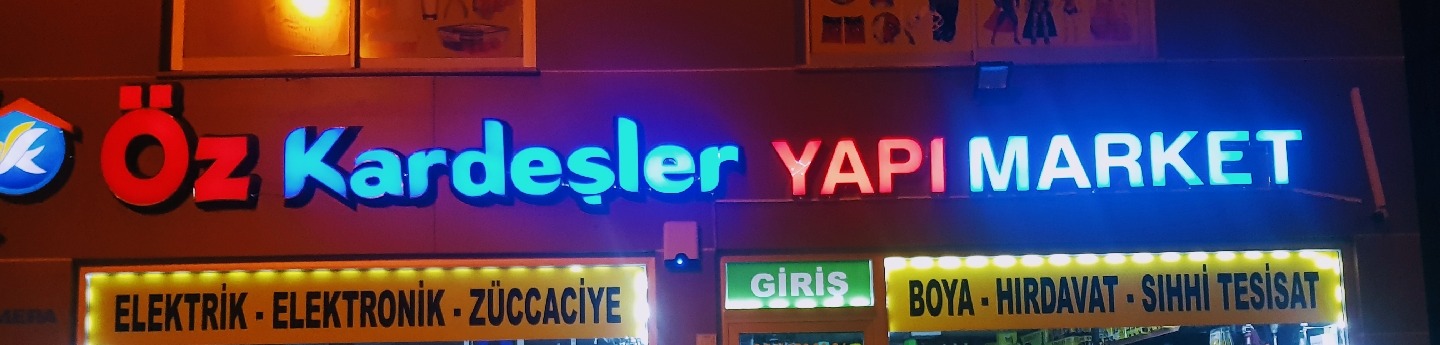 Öz Kardeşler YAPI MARKET
ELEKTRİK - ELEKTRONİK - ZÜCCACİYE
GİRİŞ
BOYA - HIRDAVAT - SIHHİ TESİSAT